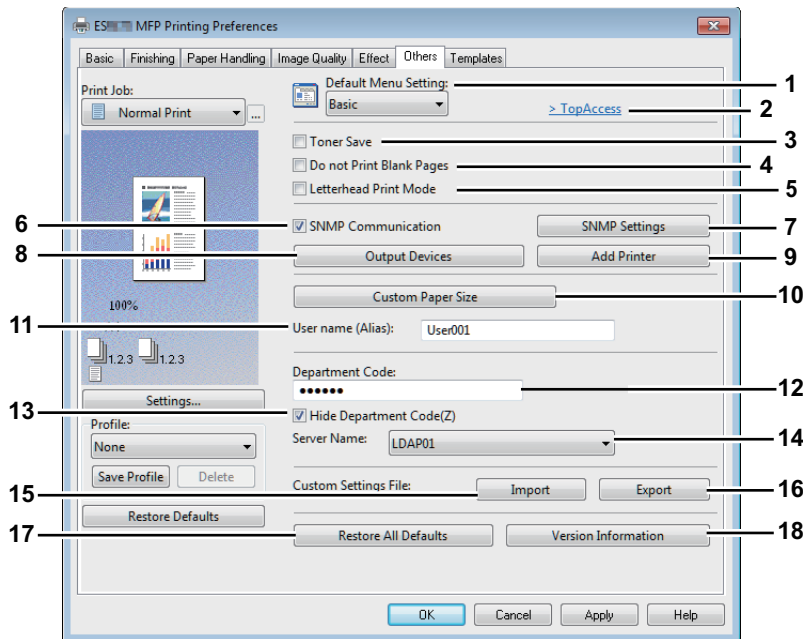 ES MFP Printing Preferences
Basic Finishing Paper Handling Image Quality Effect Others Templates
Print Job:
Normal Print ...
100%
1.2.3 1.2.3
Settings...
Profile:
None
Save Profile Delete
Restore Defaults
Default Menu Setting:
Basic
> TopAccess
Toner Save
Do not Print Blank Pages
Letterhead Print Mode
SNMP Communication SNMP Settings
Output Devices Add Printer
Custom Paper Size
User name (Alias): User001
Department Code:
••••••
Hide Department Code(Z)
Server Name: LDAP01
Custom Settings File: Import Export
Restore All Defaults Version Information
OK Cancel Apply Help
1
2
3
4
5
6
7
8
9
10
11
12
13
14
15
16
17
18